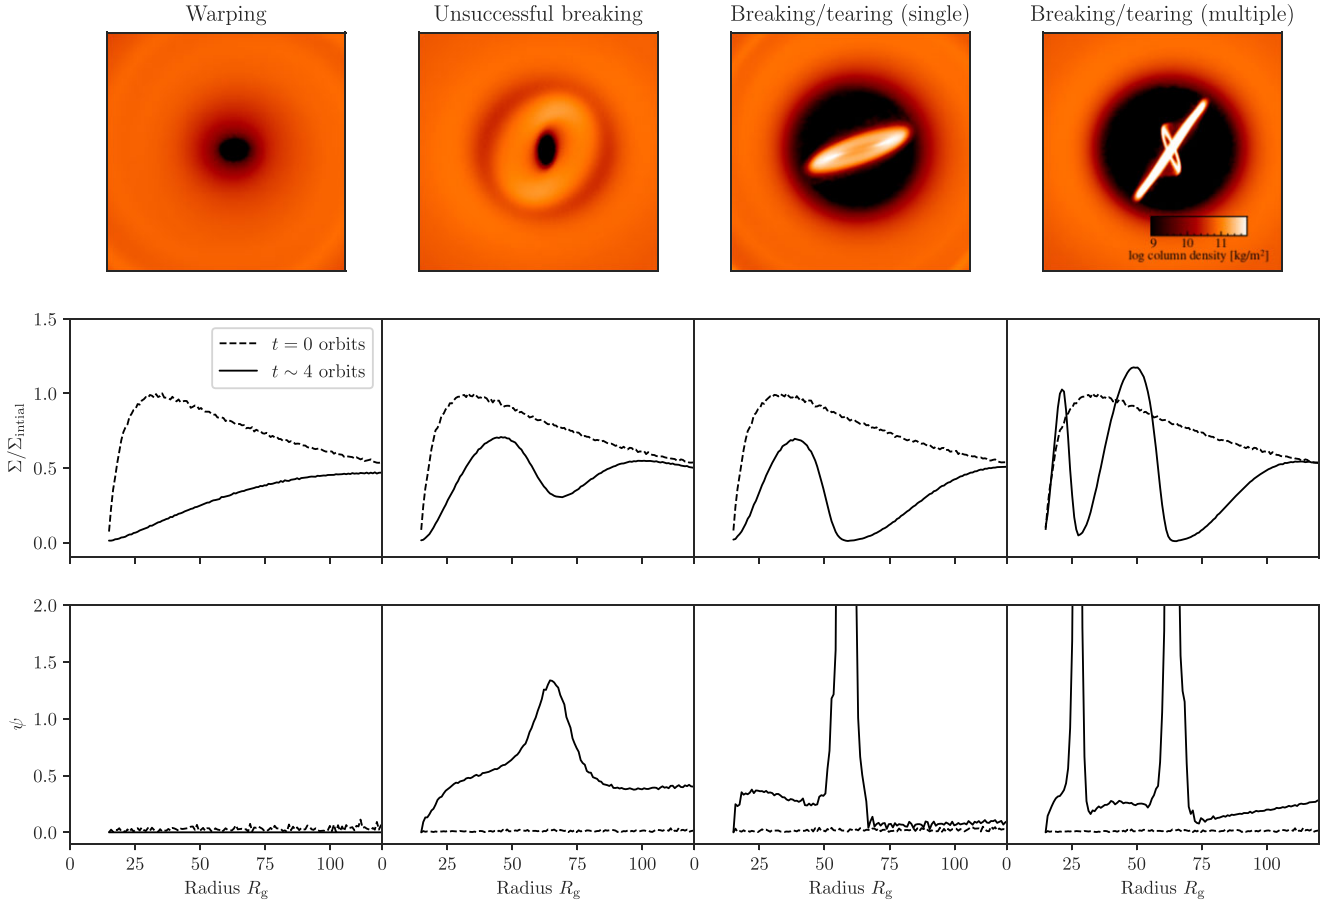 Warping
Unsuccessful breaking
Breaking/tearing (single)
Breaking/tearing (multiple)
9 10 11
log column density [kg/m²]
1.5
1.0
0.5
0.0
Σ/Σintial
t = 0 orbits
t ∼ 4 orbits
2.0
1.5
1.0
0.5
0.0
ψ
0 25 50 75 100 0 25 50 75 100 0 25 50 75 100 0 25 50 75 100
Radius Rg
Radius Rg
Radius Rg
Radius Rg